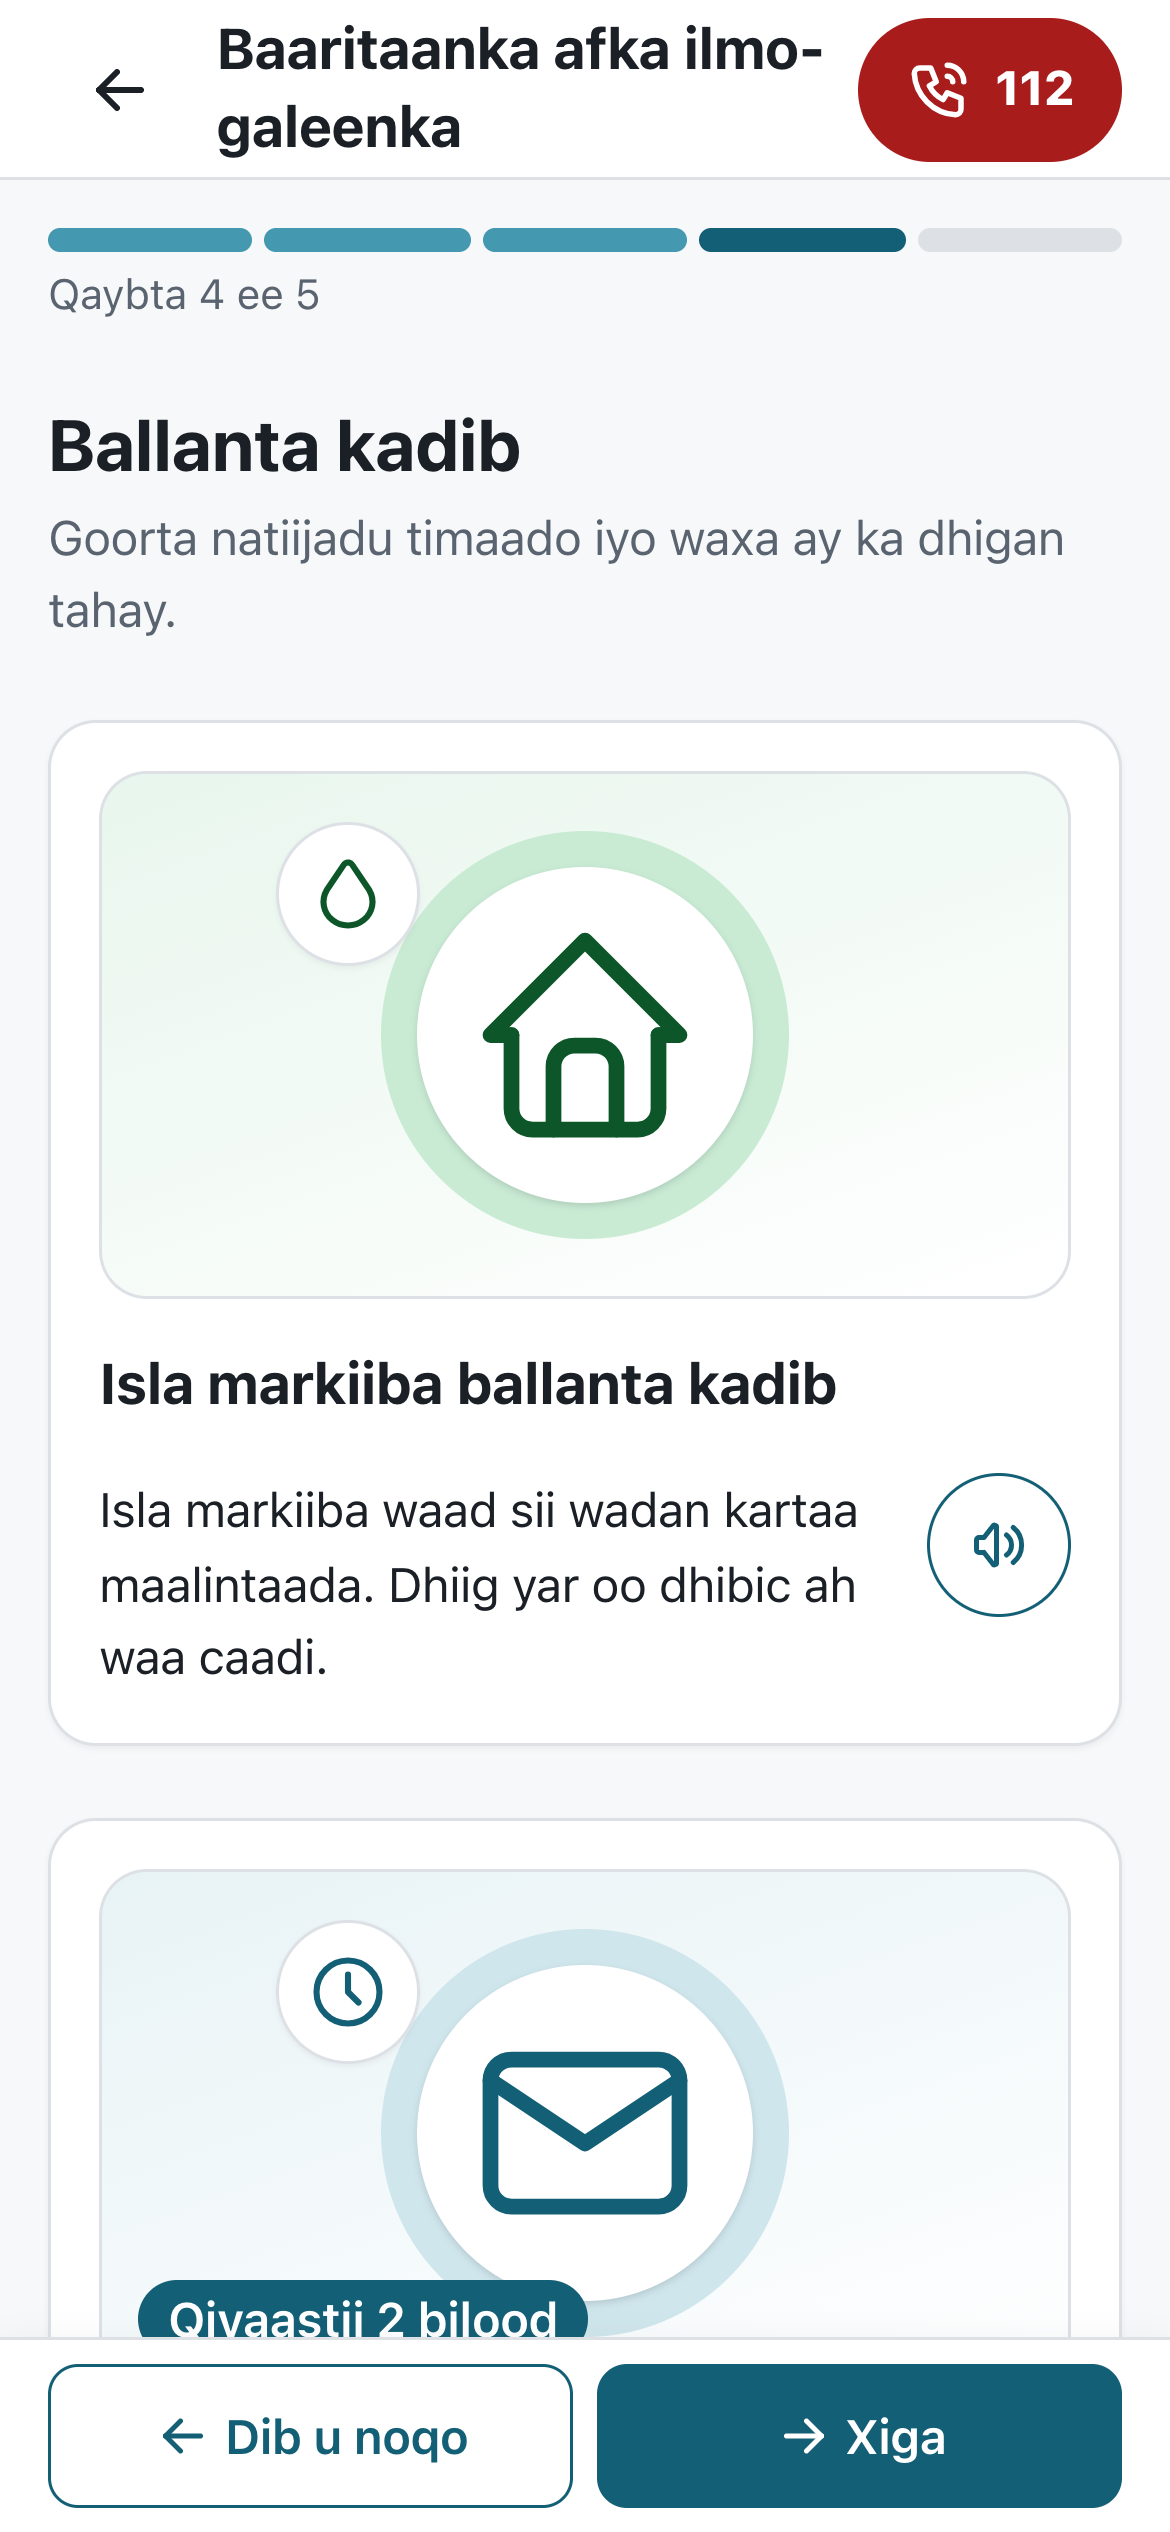 Baaritaanka afka ilmo-
galeenka
112
Qaybta 4 ee 5
Ballanta kadib
Goorta natiijadu timaado iyo waxa ay ka dhigan
tahay.
Isla markiiba ballanta kadib
Isla markiiba waad sii wadan kartaa
maalintaada. Dhiig yar oo dhibic ah
waa caadi.
Qiyaastii 2 bilood
Dib u noqo
Xiga